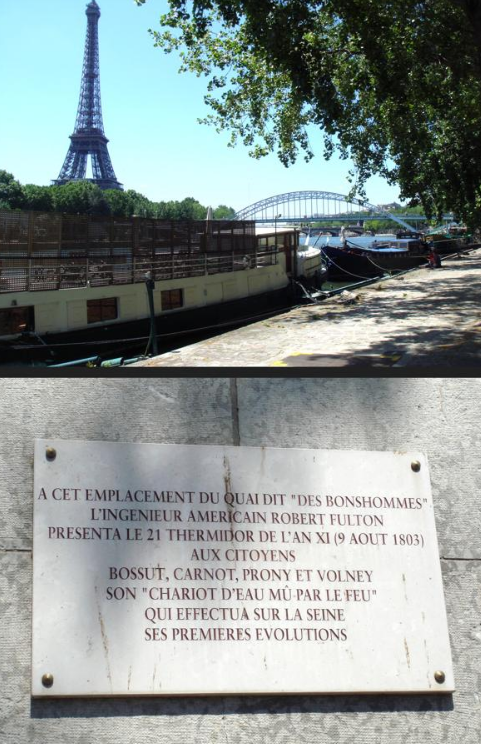 A CET EMPLACEMENT DU QUAI DIT "DES BONSHOMMES"
L'INGENIEUR AMERICAIN ROBERT FULTON
PRESENTA LE 21 THERMIDOR DE L'AN XI (9 AOUT 1803)
AUX CITOYENS
BOSSUT, CARNOT, PRONY ET VOLNEY
SON "CHARIOT D'EAU MÛ PAR LE FEU"
QUI EFFECTUA SUR LA SEINE
SES PREMIERES EVOLUTIONS